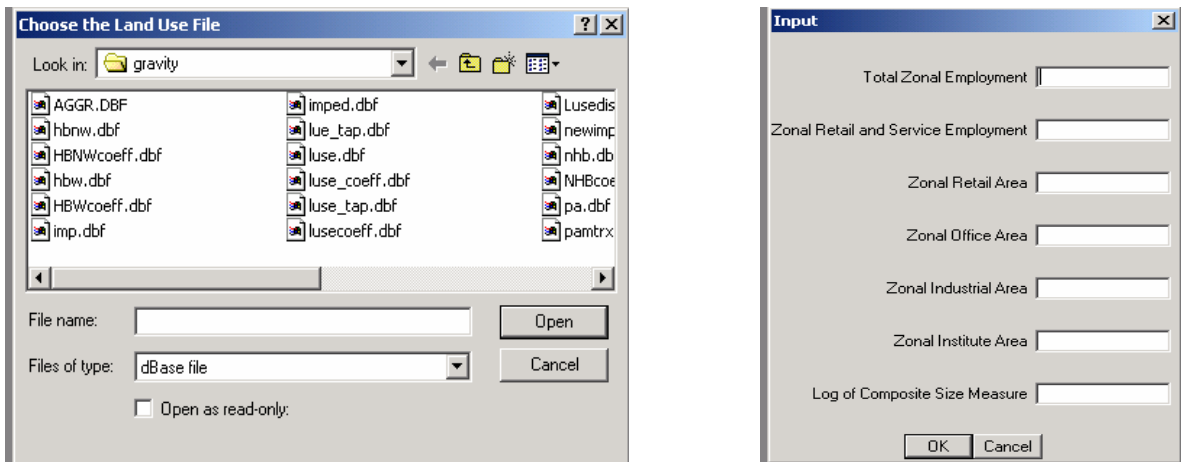 Choose the Land Use File
Look in: gravity
AGGR.DBF imped.dbf Lusedis
hbnw.dbf lue_tap.dbf newimp
HBNWcoeff.dbf luse.dbf nhb.db
hbw.dbf luse_coeff.dbf NHBcoe
HBWcoeff.dbf luse_tap.dbf pa.dbf
imp.dbf lusecoeff.dbf pamtrx
File name: Open
Files of type: dBase file Cancel
Open as read-only:
Input
Total Zonal Employment
Zonal Retail and Service Employment
Zonal Retail Area
Zonal Office Area
Zonal Industrial Area
Zonal Institute Area
Log of Composite Size Measure
OK Cancel